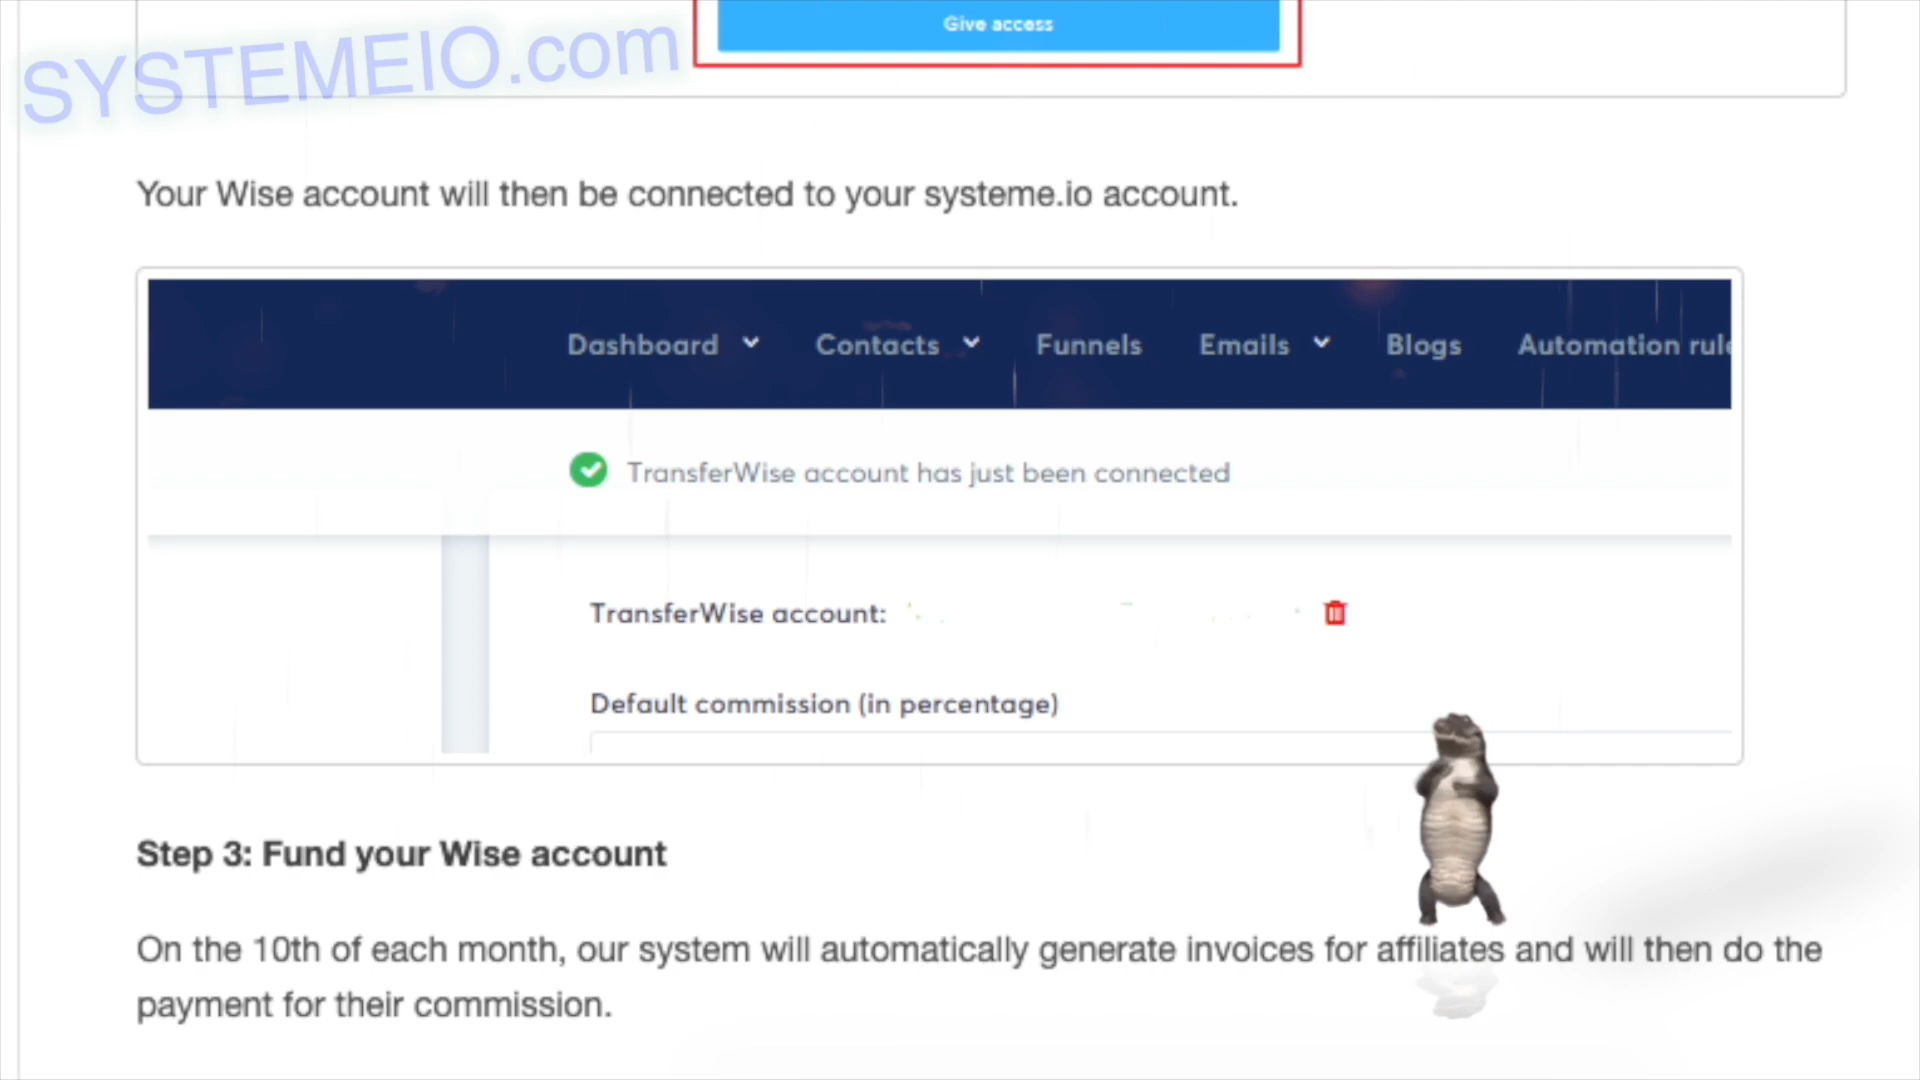 Give access
SYSTEMEIO.com
Your Wise account will then be connected to your systeme.io account.
Dashboard Contacts Funnels Emails Blogs Automation rule
TransferWise account has just been connected
TransferWise account:
Default commission (in percentage)
Step 3: Fund your Wise account
On the 10th of each month, our system will automatically generate invoices for affiliates and will then do the
payment for their commission.